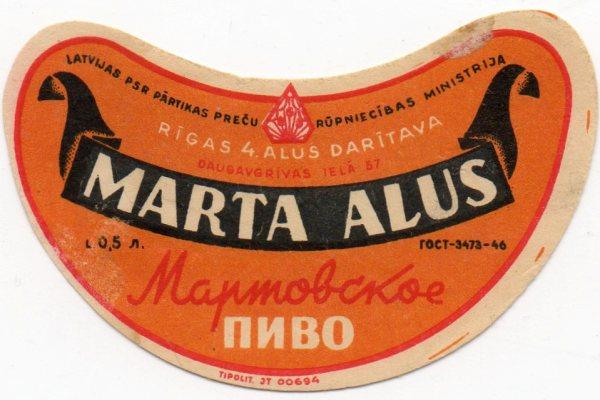 LATVIJAS PSR PĀRTIKAS PREČU RŪPNIECĪBAS MINISTRIJA
RĪGAS 4. ALUS DARĪTAVA
DAUGAVGRĪVAS IELĀ 57
MARTA ALUS
0,5 л.
ГОСТ-3473-46
Мартовское
ПИВО
TIPOLIT. JT 00694